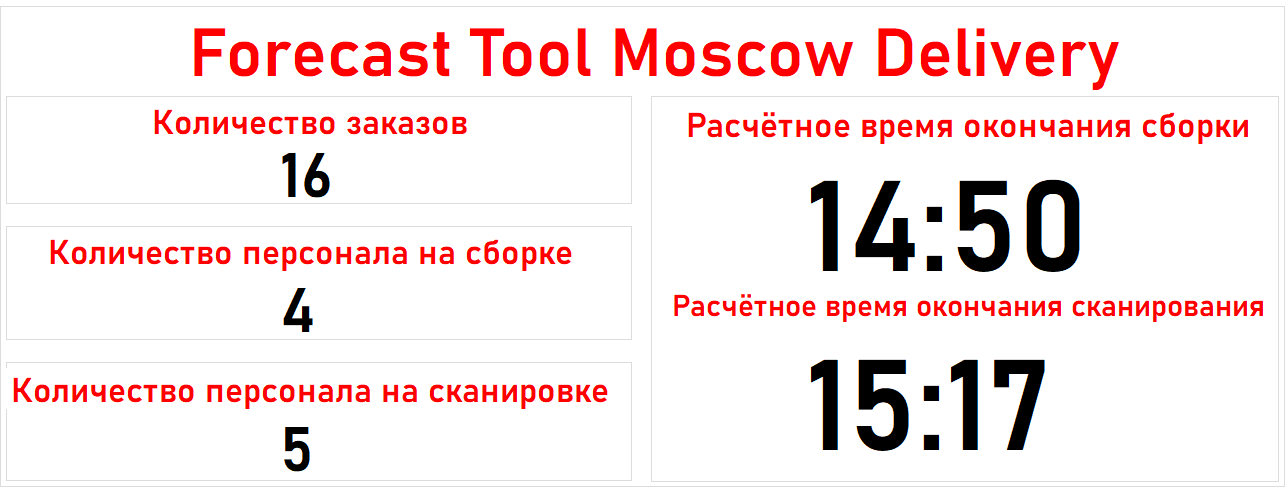 Forecast Tool Moscow Delivery
Количество заказов
16
Количество персонала на сборке
4
Количество персонала на сканировке
5
Расчётное время окончания сборки
14:50
Расчётное время окончания сканирования
15:17